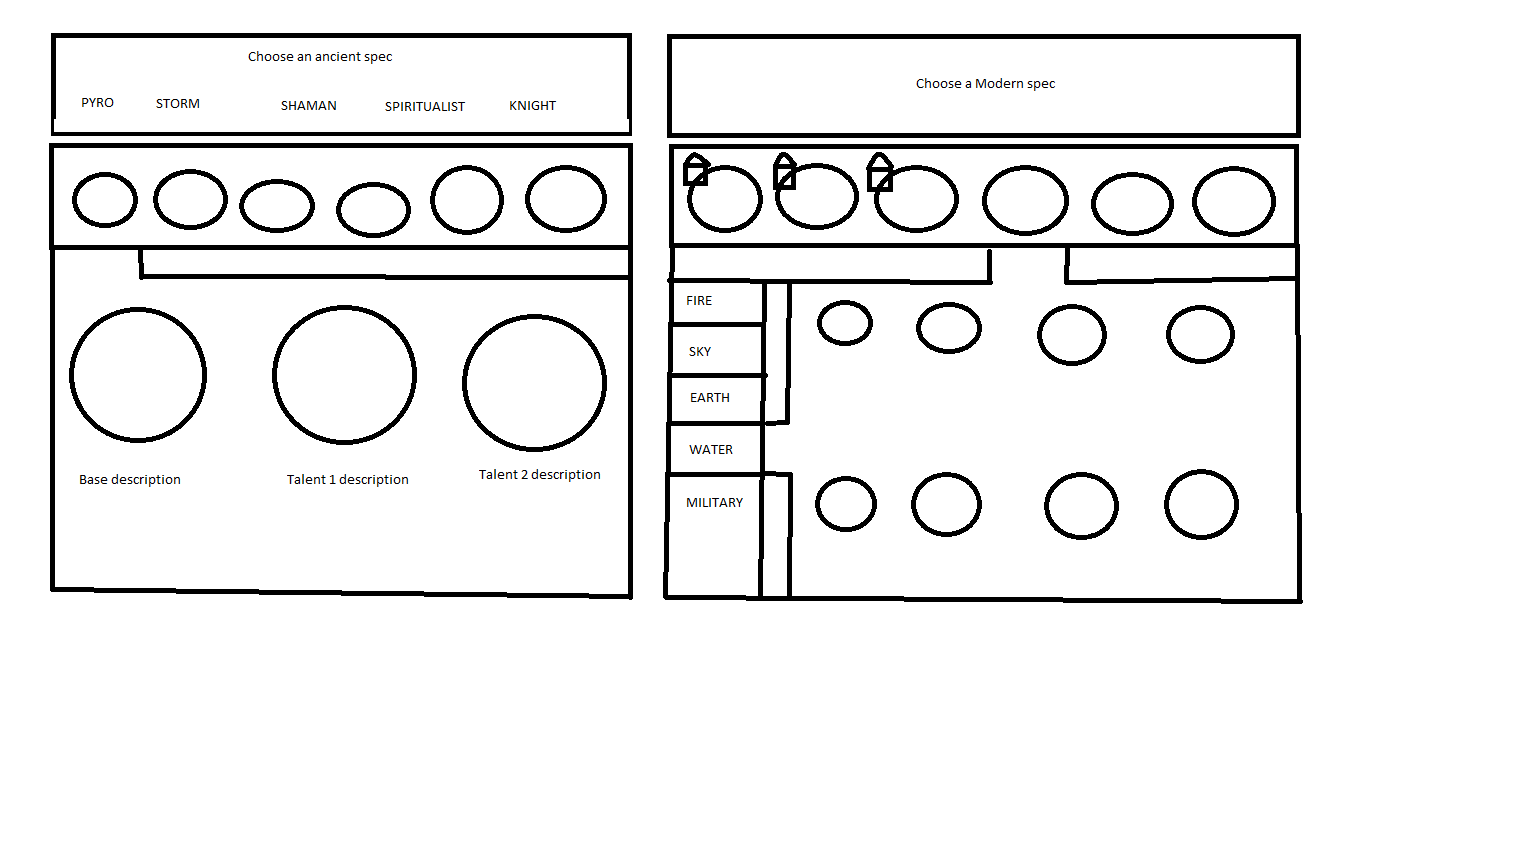 Choose an ancient spec
PYRO STORM SHAMAN SPIRITUALIST KNIGHT
Base description Talent 1 description Talent 2 description
Choose a Modern spec
FIRE
SKY
EARTH
WATER
MILITARY